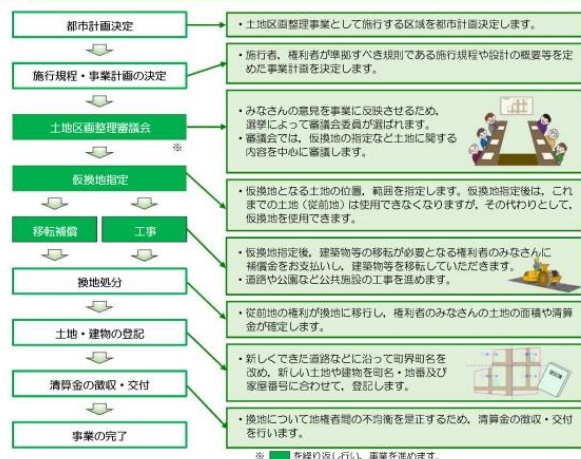 都市計画決定
・土地区画整理事業として施行する区域を都市計画決定します。
施行規程・事業計画の決定
・施行者，権利者が準拠すべき規則である施行規程や設計の概要等を定
めた事業計画を決定します。
土地区画整理審議会
※
・みなさんの意見を事業に反映させるため，
選挙によって審議会委員が選ばれます。
・審議会では，仮換地の指定など土地に関する
内容を中心に審議します。
仮換地指定
・仮換地となる土地の位置，範囲を指定します。仮換地指定後は，これ
までの土地（従前地）は使用できなくなりますが，その代わりとして，
仮換地を使用できます。
移転補償
工事
・仮換地指定後，建築物等の移転が必要となる権利者のみなさんに
補償金をお支払いし，建築物等を移転していただきます。
・道路や公園など公共施設の工事を進めます。
換地処分
・従前地の権利が換地に移行し，権利者のみなさんの土地の面積や清算
金が確定します。
土地・建物の登記
・新しくできた道路などに沿って町界町名を
改め，新しい土地や建物を町名・地番及び
家屋番号に合わせて，登記します。
清算金の徴収・交付
・換地について地権者間の不均衡を是正するため，清算金の徴収・交付
を行います。
事業の完了
※ を繰り返し行い，事業を進めます。